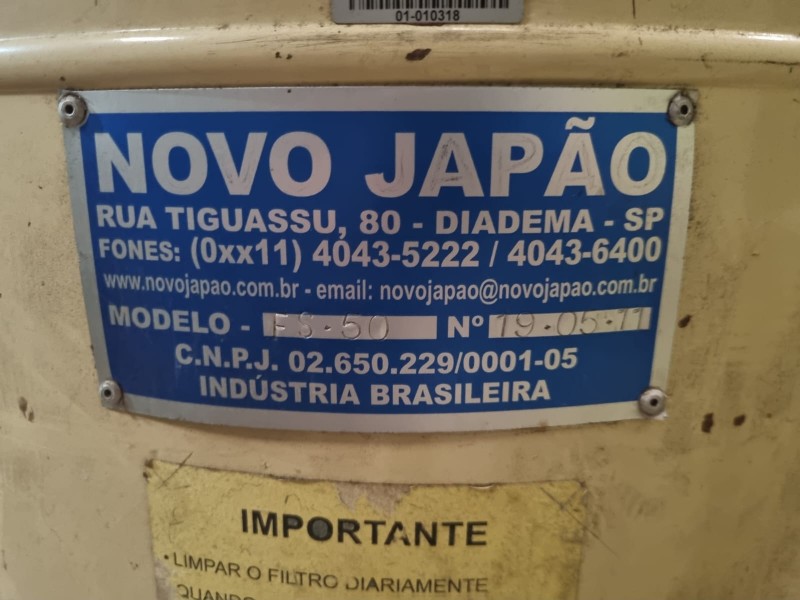 01-010318
NOVO JAPÃO
RUA TIGUASSU, 80 - DIADEMA - SP
FONES: (0xx11) 4043-5222 / 4043-6400
www.novojapao.com.br - email: novojapao@novojapao.com.br
MODELO - FS-50 Nº 19-05-11
C.N.P.J. 02.650.229/0001-05
INDÚSTRIA BRASILEIRA
IMPORTANTE
• LIMPAR O FILTRO DIARIAMENTE
QUANDO